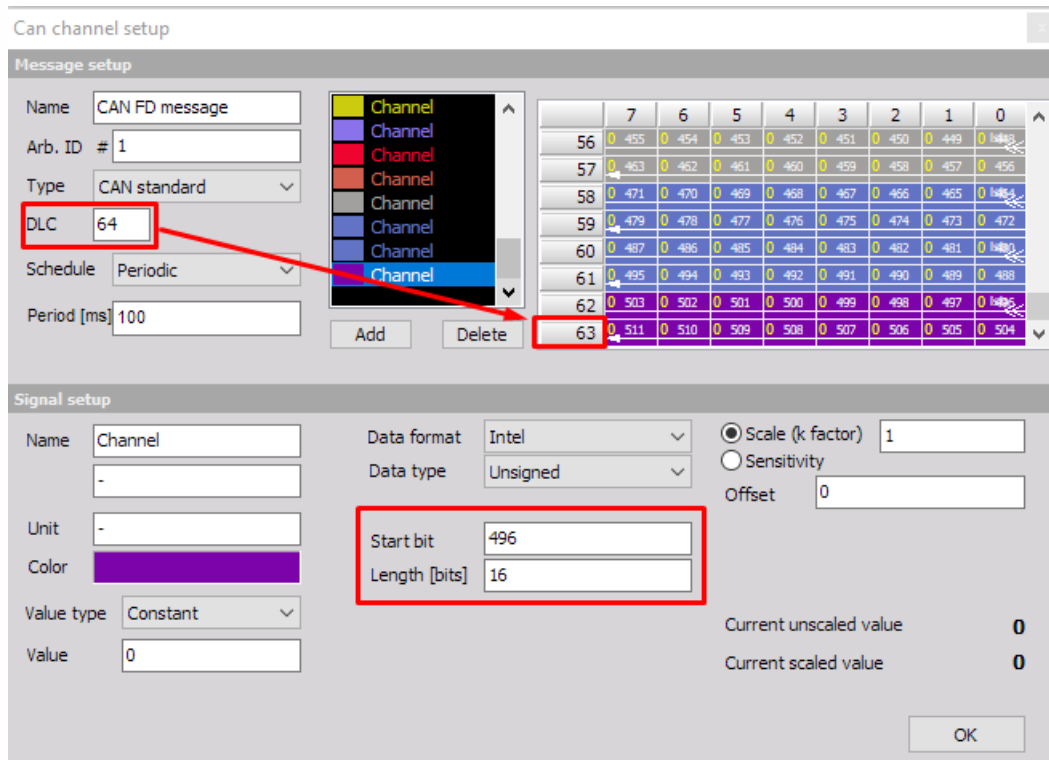 Can channel setup
Message setup
Name CAN FD message
Arb. ID # 1
Type CAN standard
DLC 64
Schedule Periodic
Period [ms] 100
Channel
Channel
Channel
Channel
Channel
Channel
Channel
Channel
Add Delete
7 6 5 4 3 2 1 0
56 0 455 0 454 0 453 0 452 0 451 0 450 0 449 0
57 0 463 0 462 0 461 0 460 0 459 0 458 0 457 0 456
58 0 471 0 470 0 469 0 468 0 467 0 466 0 465 0
59 0 479 0 478 0 477 0 476 0 475 0 474 0 473 0 472
60 0 487 0 486 0 485 0 484 0 483 0 482 0 481 0
61 0 495 0 494 0 493 0 492 0 491 0 490 0 489 0 488
62 0 503 0 502 0 501 0 500 0 499 0 498 0 497 0
63 0 511 0 510 0 509 0 508 0 507 0 506 0 505 0 504
Signal setup
Name Channel
-
Unit -
Color
Value type Constant
Value 0
Data format Intel
Data type Unsigned
Start bit 496
Length [bits] 16
Scale (k factor) 1
Sensitivity
Offset 0
Current unscaled value 0
Current scaled value 0
OK